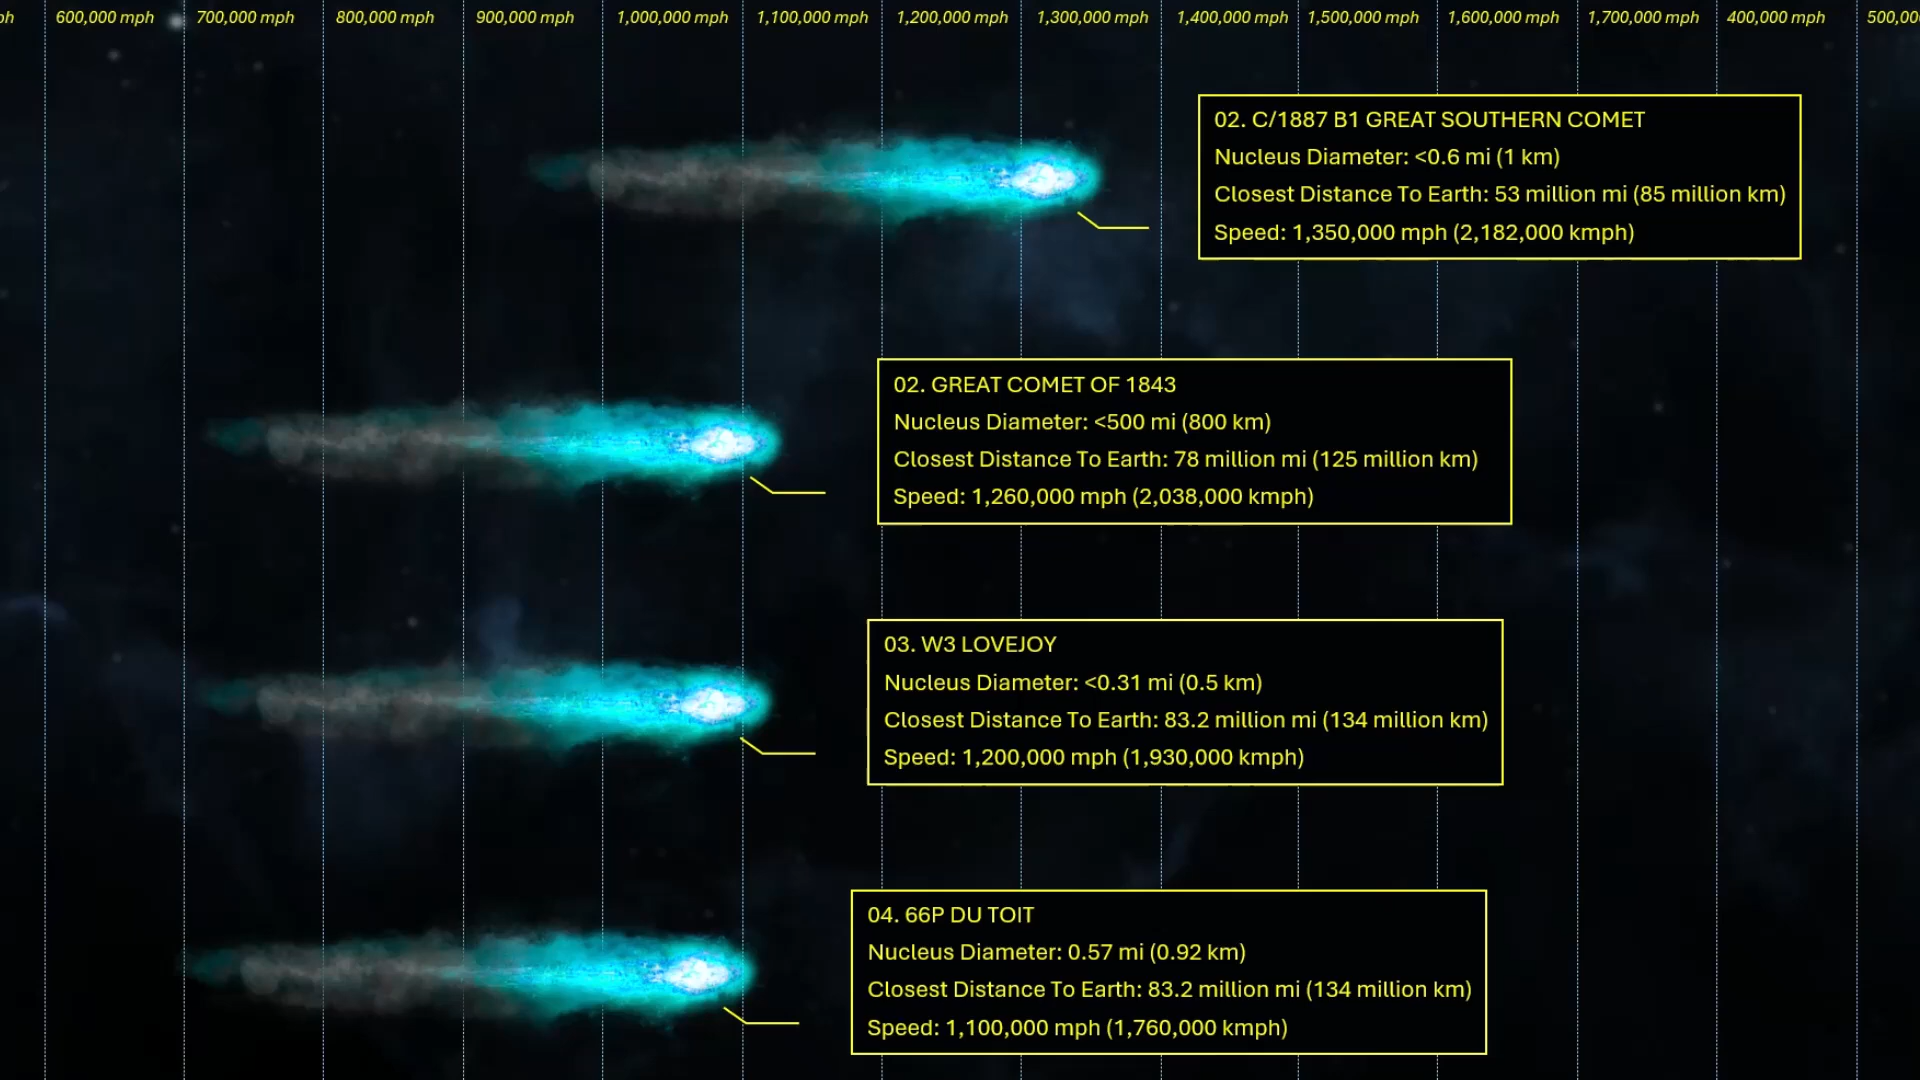 ph 600,000 mph 700,000 mph 800,000 mph 900,000 mph 1,000,000 mph 1,100,000 mph 1,200,000 mph 1,300,000 mph 1,400,000 mph 1,500,000 mph 1,600,000 mph 1,700,000 mph 400,000 mph 500,00
02. C/1887 B1 GREAT SOUTHERN COMET
Nucleus Diameter: <0.6 mi (1 km)
Closest Distance To Earth: 53 million mi (85 million km)
Speed: 1,350,000 mph (2,182,000 kmph)
02. GREAT COMET OF 1843
Nucleus Diameter: <500 mi (800 km)
Closest Distance To Earth: 78 million mi (125 million km)
Speed: 1,260,000 mph (2,038,000 kmph)
03. W3 LOVEJOY
Nucleus Diameter: <0.31 mi (0.5 km)
Closest Distance To Earth: 83.2 million mi (134 million km)
Speed: 1,200,000 mph (1,930,000 kmph)
04. 66P DU TOIT
Nucleus Diameter: 0.57 mi (0.92 km)
Closest Distance To Earth: 83.2 million mi (134 million km)
Speed: 1,100,000 mph (1,760,000 kmph)